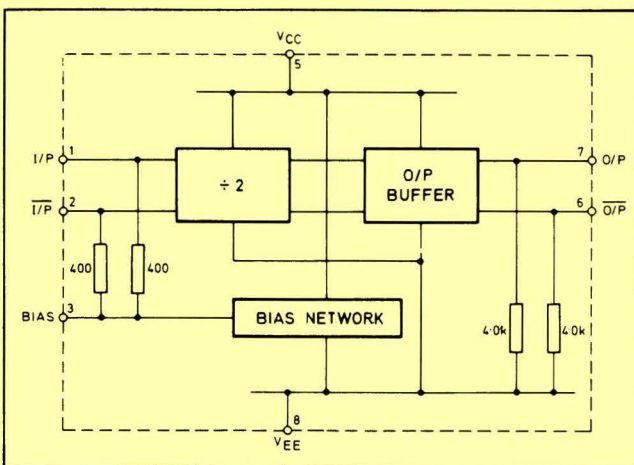 VCC
5
I/P 1
7 O/P
÷ 2
O/P
BUFFER
I/P 2
6 O/P
400
400
BIAS 3
BIAS NETWORK
4·0k
4·0k
8
VEE